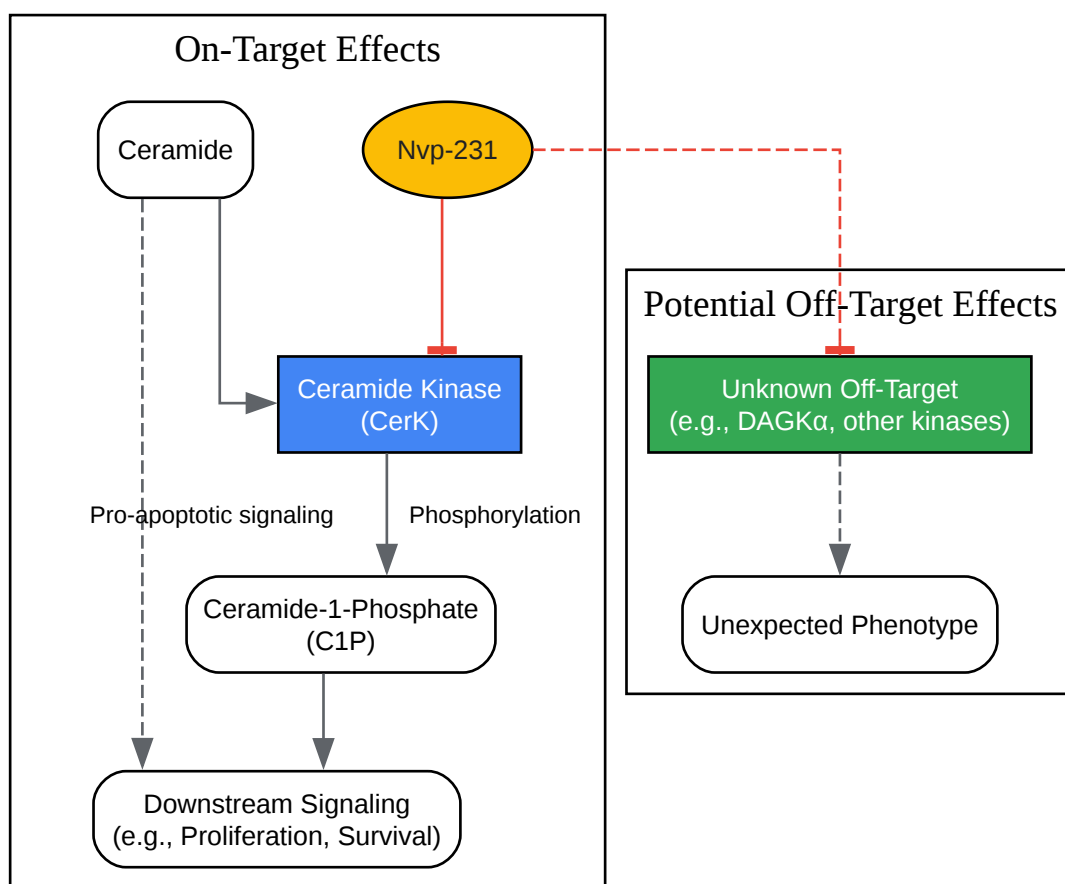 On-Target Effects
Ceramide
Nvp-231
Potential Off-Target Effects
Ceramide Kinase
(CerK)
Unknown Off-Target
(e.g., DAGKα, other kinases)
Pro-apoptotic signaling
Phosphorylation
Ceramide-1-Phosphate
(C1P)
Unexpected Phenotype
Downstream Signaling
(e.g., Proliferation, Survival)